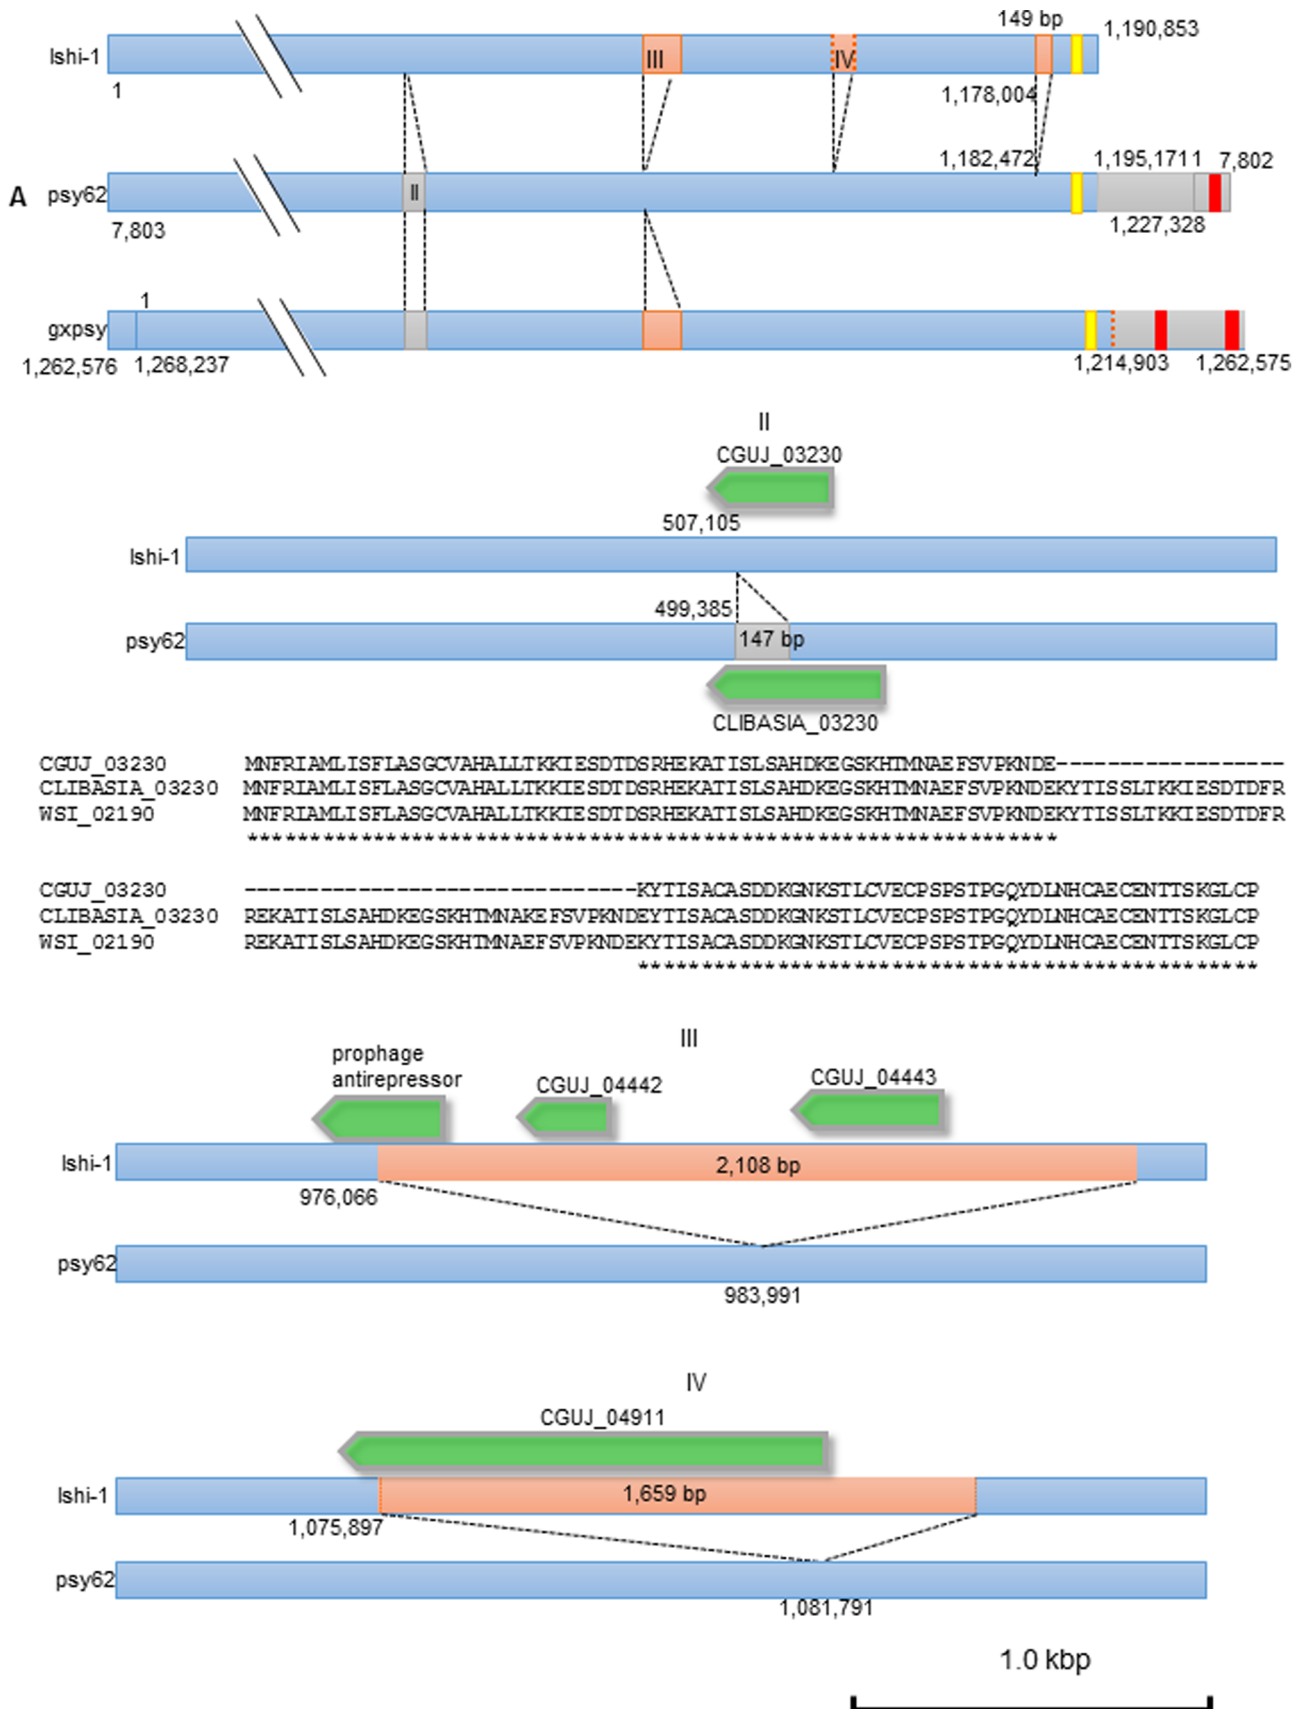 149 bp
1,190,853
Ishi-1
III
IV
1
1,178,004
1,182,472
1,195,1711
7,802
A
psy62
II
7,803
1,227,328
1
gxpsy
1,262,576
1,268,237
1,214,903
1,262,575
II
CGUJ_03230
507,105
Ishi-1
499,385
psy62
147 bp
CLIBASIA_03230
CGUJ_03230 MNFRIAMLISFLASGCVAHALLTKKIESDTDSRHEKATISLSAHDKEGSKHTMNAEFSVPKNDE------------------
CLIBASIA_03230 MNFRIAMLISFLASGCVAHALLTKKIESDTDSRHEKATISLSAHDKEGSKHTMNAEFSVPKNDEKYTISSLTKKIESDTDFR
WSI_02190 MNFRIAMLISFLASGCVAHALLTKKIESDTDSRHEKATISLSAHDKEGSKHTMNAEFSVPKNDEKYTISSLTKKIESDTDFR
****************************************************************
CGUJ_03230 -------------------------------KYTISACASDDKGNKSTLCVECPSPSTPGQYDLNHCAECENTTSKGLCP
CLIBASIA_03230 REKATISLSAHDKEGSKHTMNAKEFSVPKNDEYTISACASDDKGNKSTLCVECPSPSTPGQYDLNHCAECENTTSKGLCP
WSI_02190 REKATISLSAHDKEGSKHTMNAEFSVPKNDEKYTISACASDDKGNKSTLCVECPSPSTPGQYDLNHCAECENTTSKGLCP
*************************************************
III
prophage
antirepressor
CGUJ_04442
CGUJ_04443
Ishi-1
2,108 bp
976,066
psy62
983,991
IV
CGUJ_04911
Ishi-1
1,659 bp
1,075,897
psy62
1,081,791
1.0 kbp